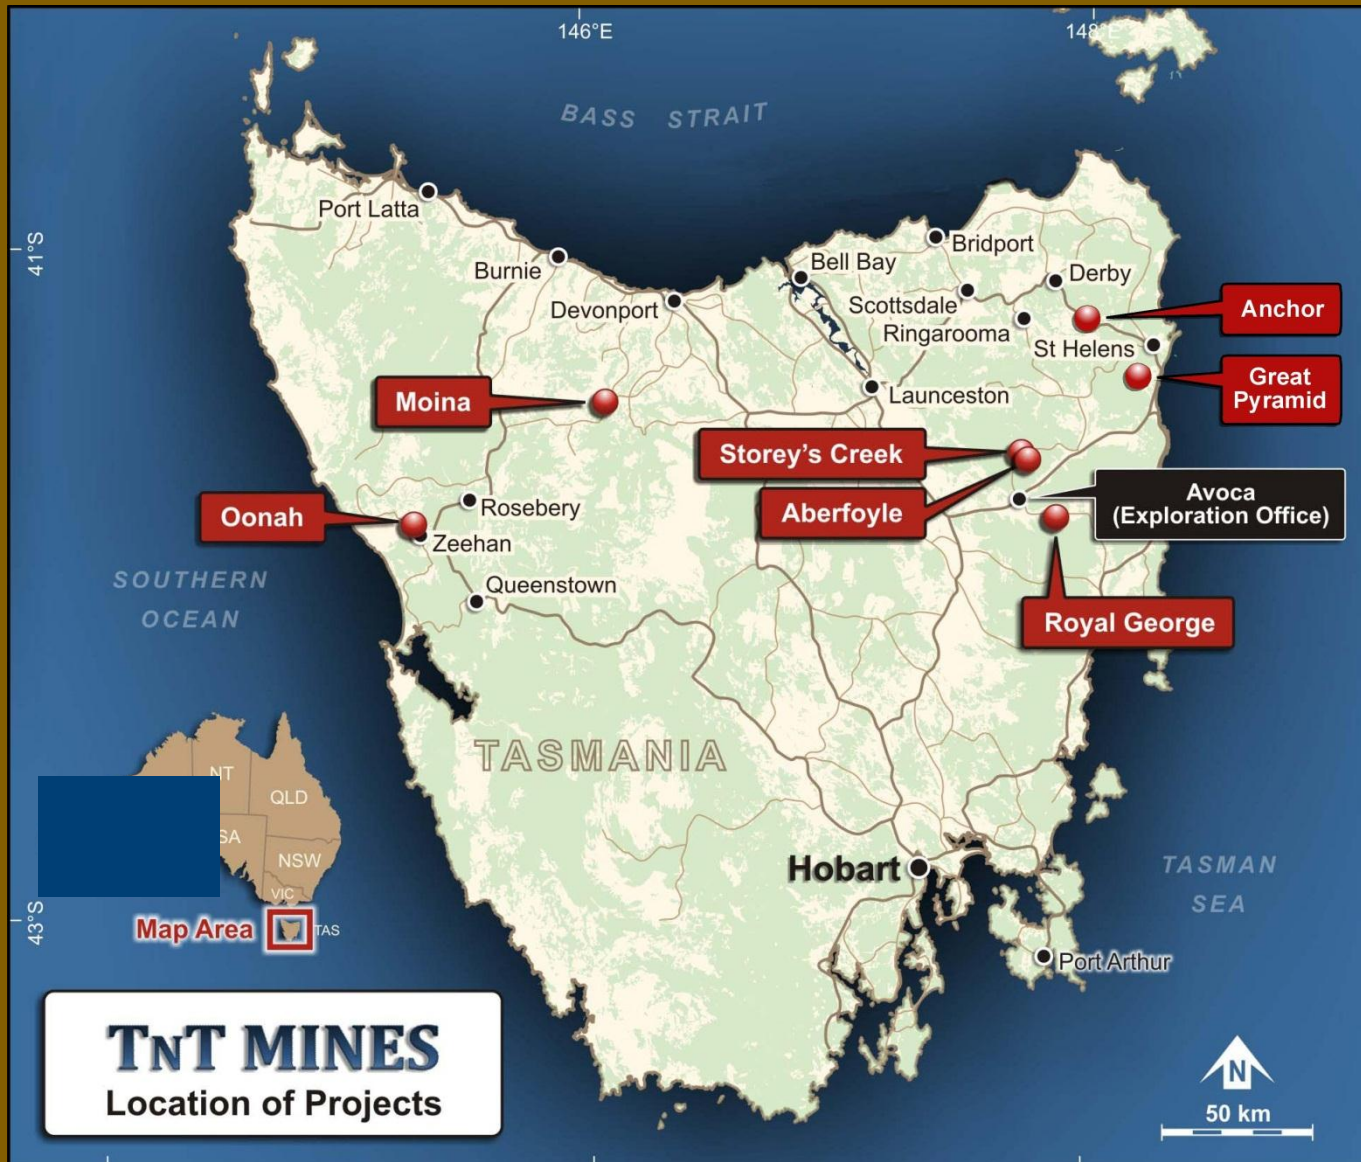 146°E
148°E
BASS STRAIT
41°S
Port Latta
Burnie
Devonport
Bell Bay
Bridport
Derby
Scottsdale
Ringarooma
St Helens
Anchor
Great
Pyramid
Launceston
Moina
Storey's Creek
Aberfoyle
Avoca
(Exploration Office)
Oonah
Rosebery
Zeehan
Queenstown
Royal George
SOUTHERN
OCEAN
TASMANIA
NT
QLD
SA
NSW
VIC
TAS
Map Area
Hobart
TASMAN
SEA
43°S
Port Arthur
TNT MINES
Location of Projects
N
50 km